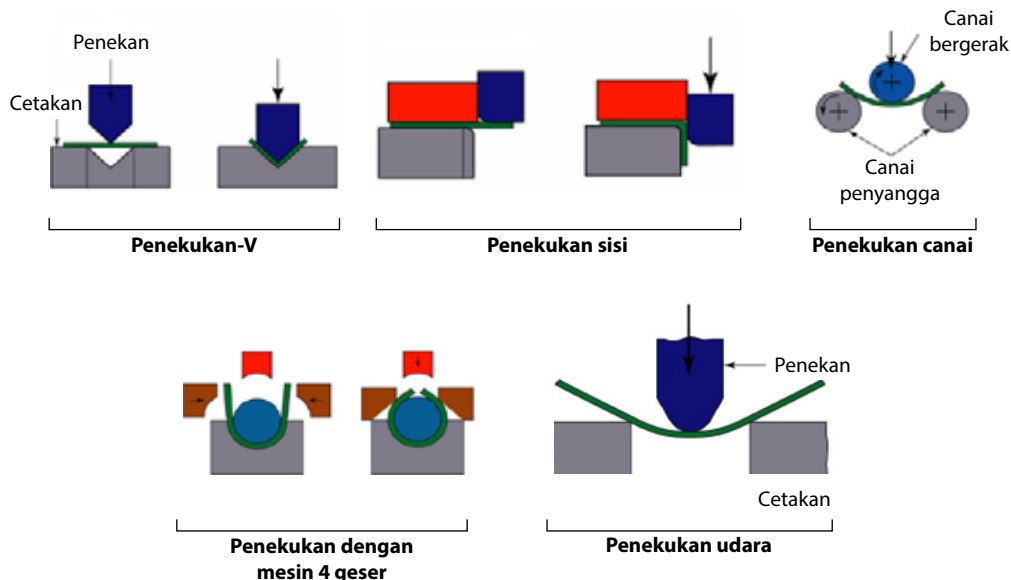 Penekan
Cetakan
Canai
bergerak
Canai
penyangga
Penekukan-V
Penekukan sisi
Penekukan canai
Penekan
Cetakan
Penekukan dengan
mesin 4 geser
Penekukan udara